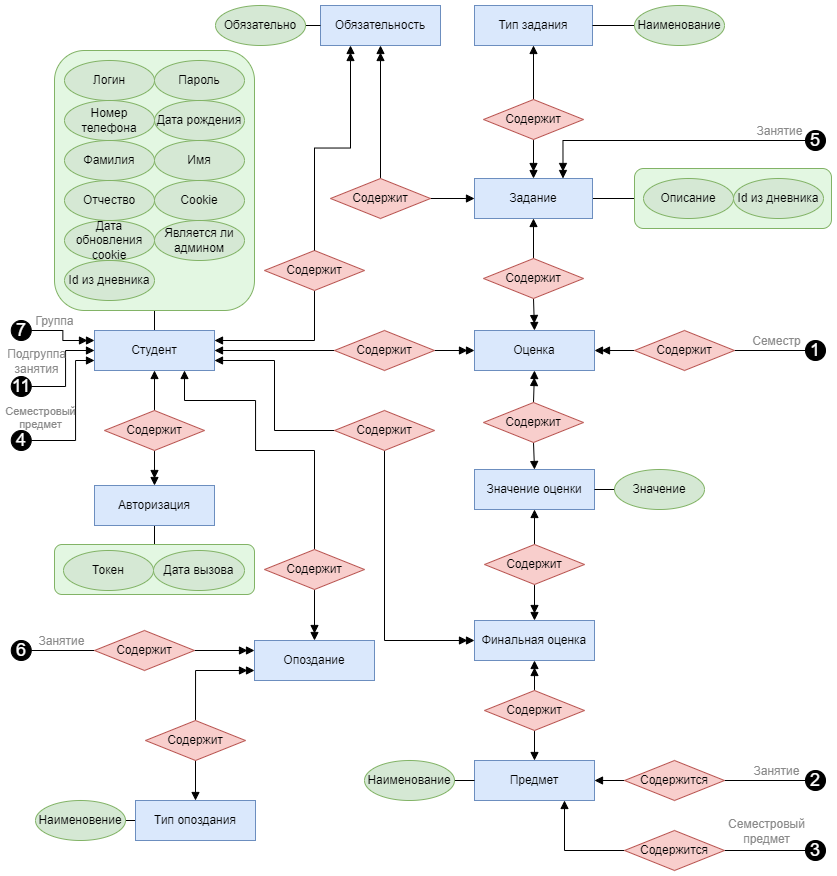 Обязательно
Обязательность
Тип задания
Наименование
Логин
Пароль
Номер
телефона
Дата рождения
Фамилия
Имя
Отчество
Cookie
Дата
обновления
cookie
Является ли
админом
Id из дневника
Содержит
Занятие
5
Содержит
Задание
Описание
Id из дневника
Содержит
Содержит
7
Группа
Подгруппа
занятия
11
Семестровый
предмет
4
Студент
Содержит
Оценка
Содержит
Семестр
1
Содержит
Содержит
Содержит
Авторизация
Значение оценки
Значение
Токен
Дата вызова
Содержит
Содержит
6
Занятие
Содержит
Опоздание
Финальная оценка
Содержит
Содержит
Наименование
Предмет
Содержится
Занятие
2
Наименовение
Тип опоздания
Содержится
Семестровый
предмет
3